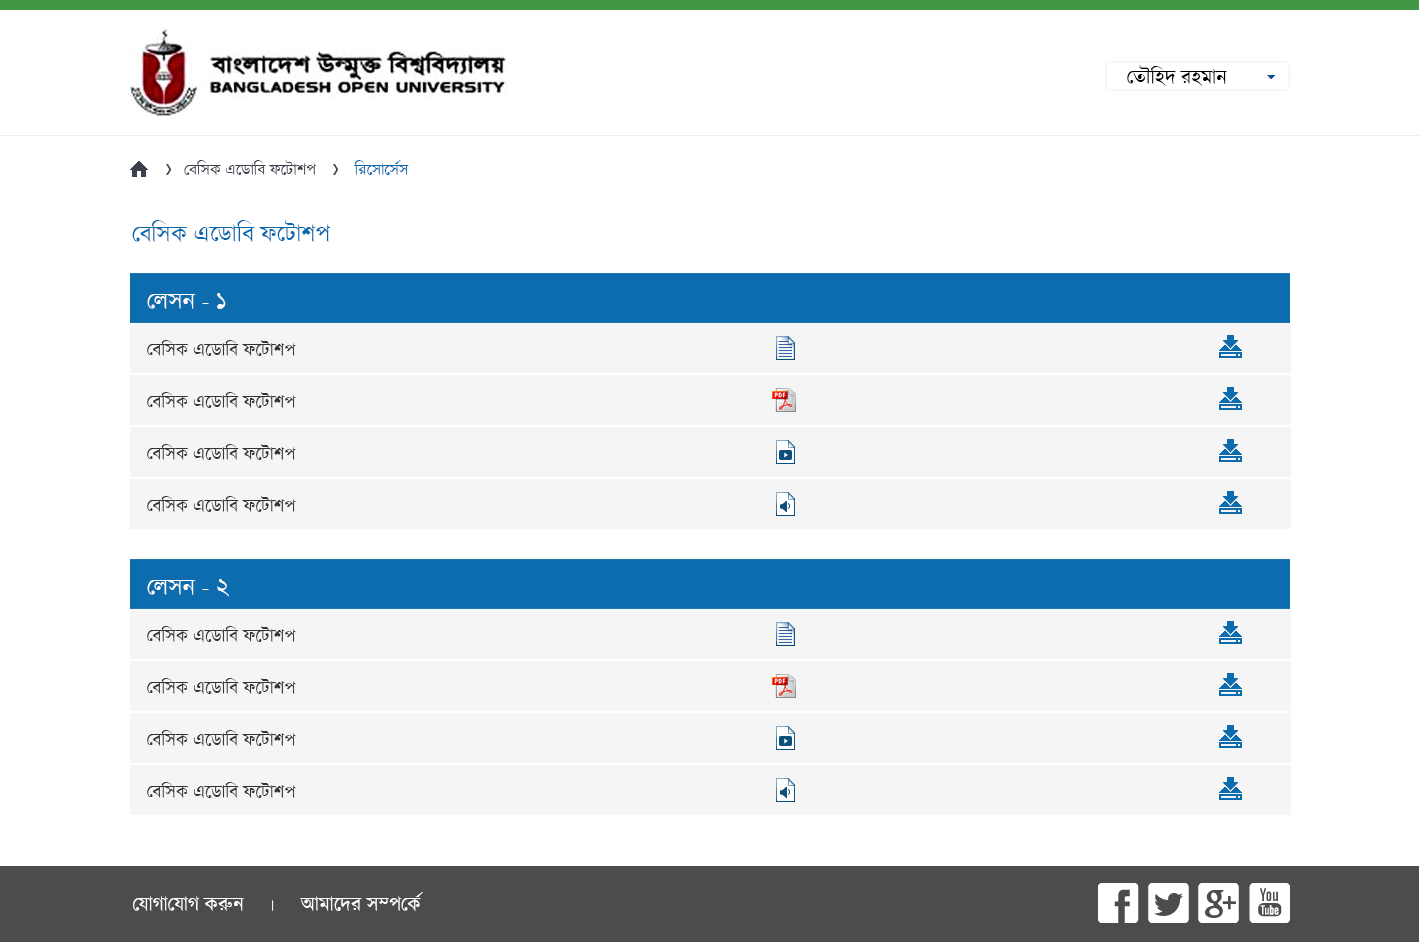 বাংলাদেশ উন্মুক্ত বিশ্ববিদ্যালয়
BANGLADESH OPEN UNIVERSITY
তৌহিদ রহমান
বেসিক এডোবি ফটোশপ › রিসোর্সেস
বেসিক এডোবি ফটোশপ
লেসন - ১
বেসিক এডোবি ফটোশপ
বেসিক এডোবি ফটোশপ PDF
বেসিক এডোবি ফটোশপ
বেসিক এডোবি ফটোশপ
লেসন - ২
বেসিক এডোবি ফটোশপ
বেসিক এডোবি ফটোশপ PDF
বেসিক এডোবি ফটোশপ
বেসিক এডোবি ফটোশপ
যোগাযোগ করুন | আমাদের সম্পর্কে
You Tube